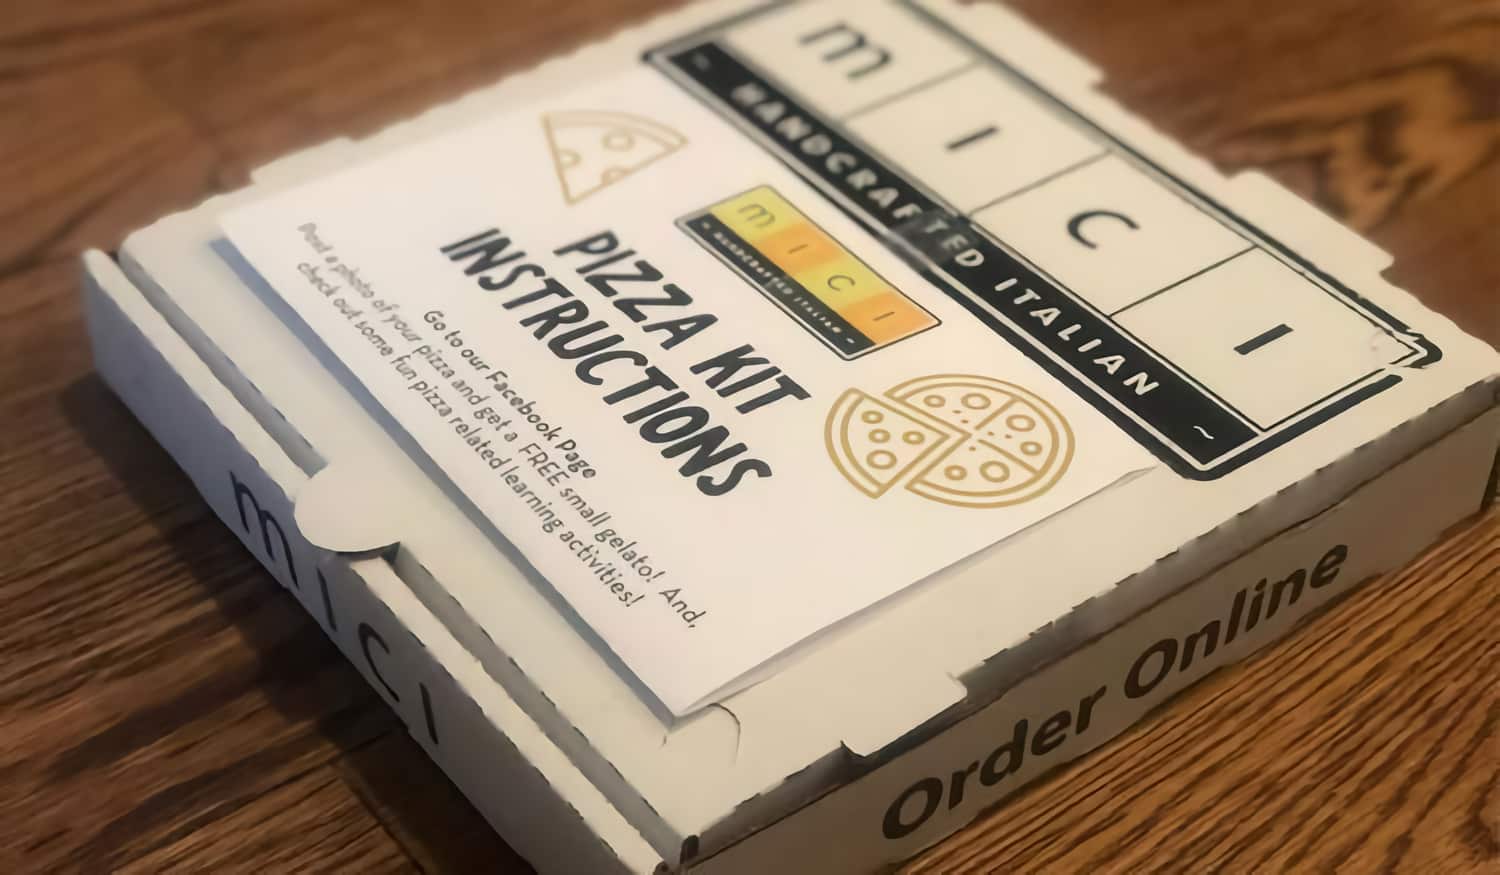 mICI
~ HANDCRAFTED ITALIAN ~
mICI
~ HANDCRAFTED ITALIAN ~
PIZZA KIT
INSTRUCTIONS
Go to our Facebook Page
Post a photo of your pizza and get a FREE small gelato! And,
check out some fun pizza related learning activities!
mICI
Order Online